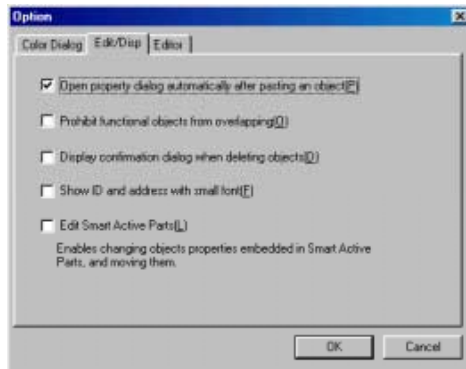 Option
Color Dialog Edit/Disp Editor
Open property dialog automatically after pasting an object(P)
Prohibit functional objects from overlapping(O)
Display confirmation dialog when deleting objects(D)
Show ID and address with small font(F)
Edit Smart Active Parts(L)
Enables changing objects properties embedded in Smart Active
Parts, and moving them.
OK Cancel